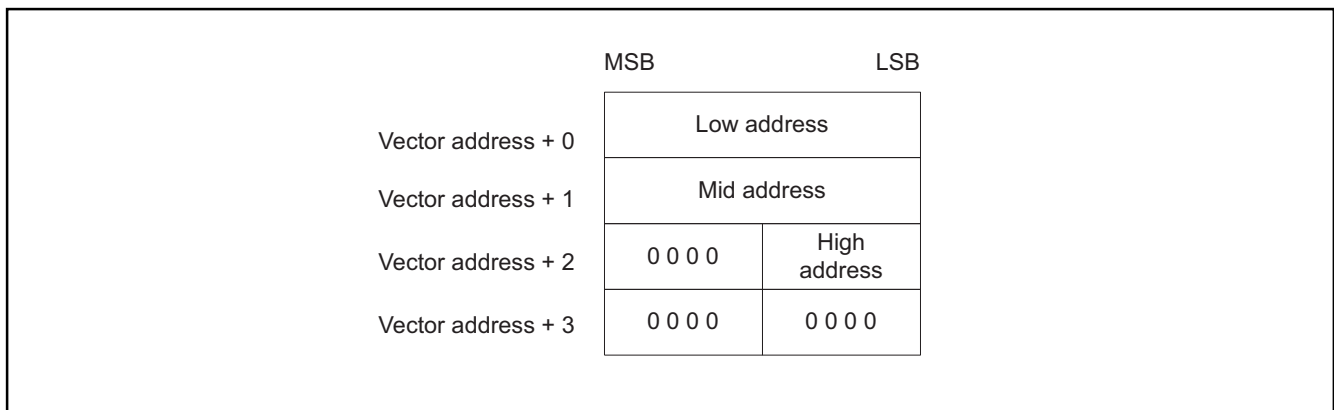 MSB LSB
Vector address + 0 Low address
Vector address + 1 Mid address
Vector address + 2 0 0 0 0 High
address
Vector address + 3 0 0 0 0 0 0 0 0